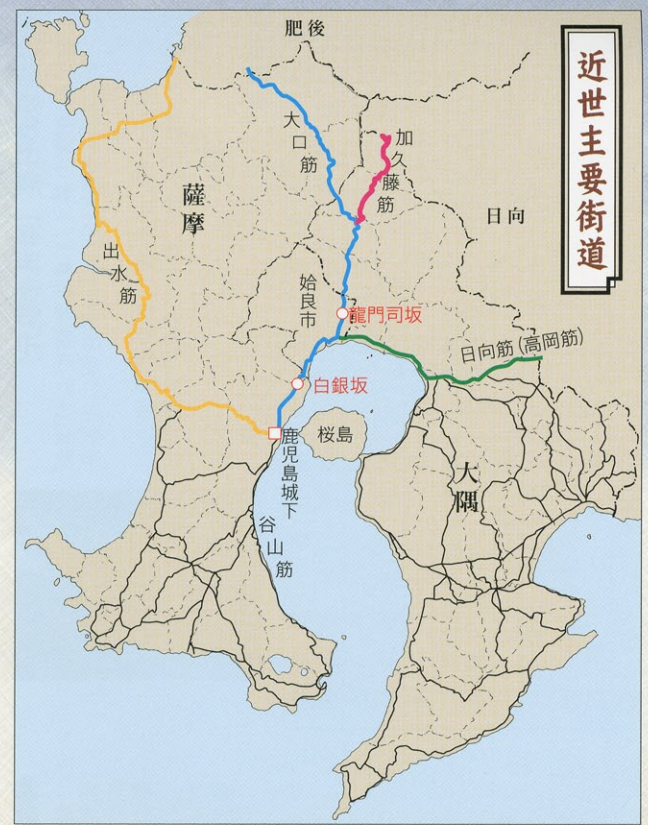 近世主要街道
肥後
大口筋
加久藤筋
薩摩
日向
出水筋
姶良市
龍門司坂
日向筋(高岡筋)
白銀坂
鹿児島城下
桜島
大隅
谷山筋